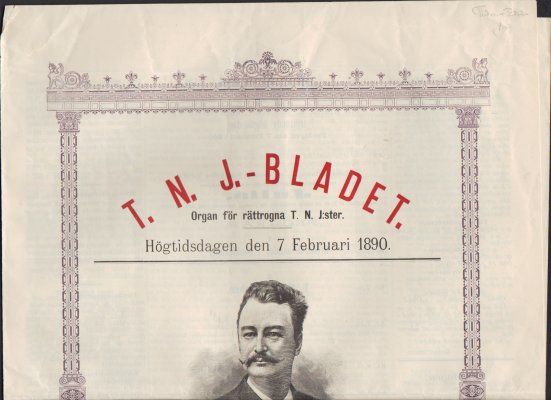 T. N. J.-BLADET.
Organ för rättrogna T. N. J:ster.
Högtidsdagen den 7 Februari 1890.